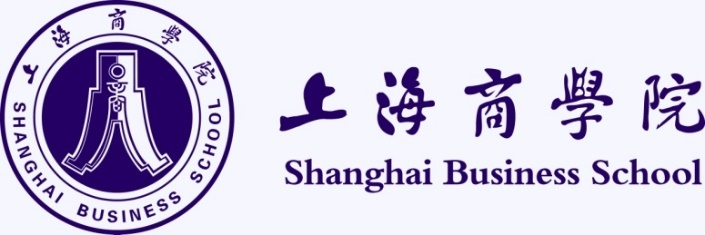 上海商學院
SHANGHAI BUSINESS SCHOOL
上海商學院
Shanghai Business School